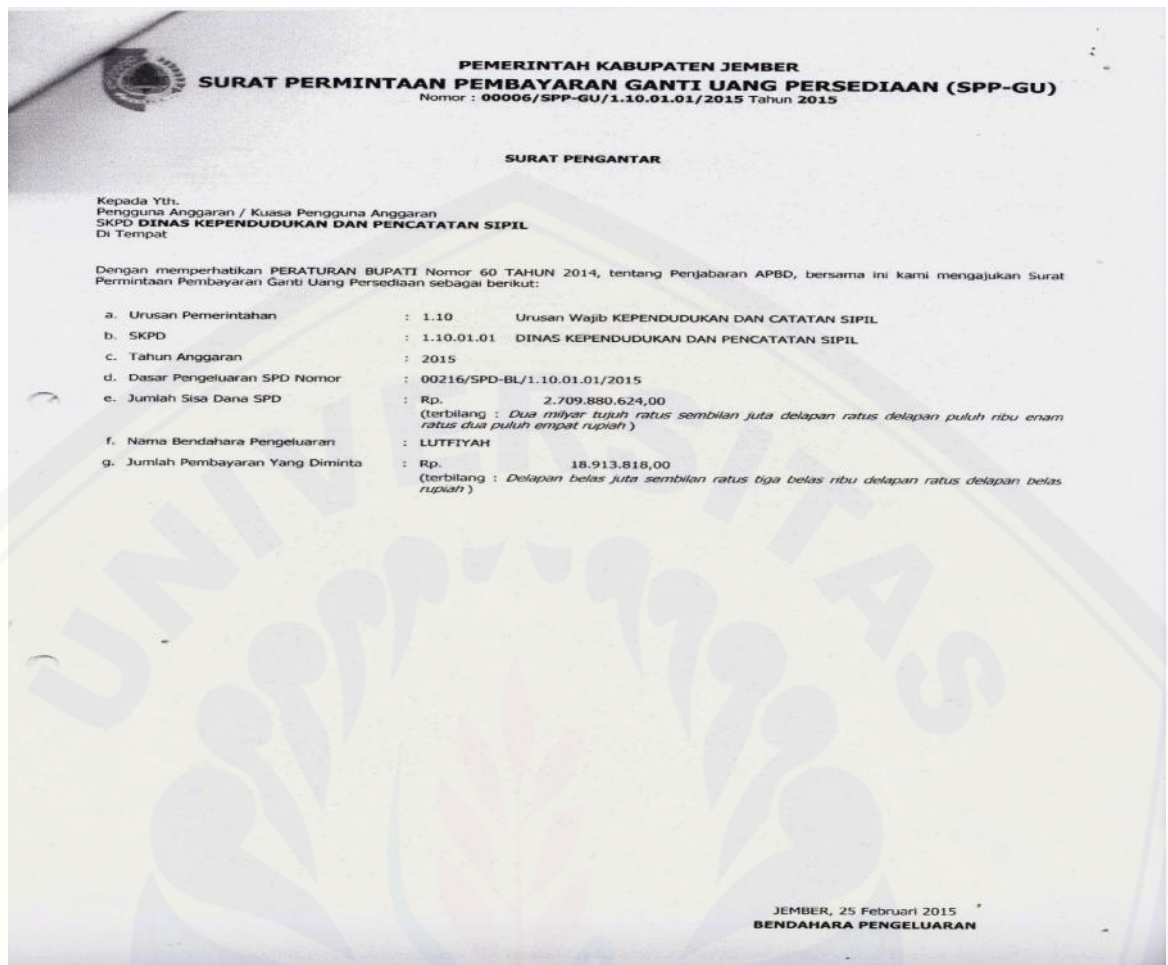 PEMERINTAH KABUPATEN JEMBER
SURAT PERMINTAAN PEMBAYARAN GANTI UANG PERSEDIAAN (SPP-GU)
Nomor : 00006/SPP-GU/1.10.01.01/2015 Tahun 2015
SURAT PENGANTAR
Kepada Yth.
Pengguna Anggaran / Kuasa Pengguna Anggaran
SKPD DINAS KEPENDUDUKAN DAN PENCATATAN SIPIL
Di Tempat
Dengan memperhatikan PERATURAN BUPATI Nomor 60 TAHUN 2014, tentang Penjabaran APBD, bersama ini kami mengajukan Surat
Permintaan Pembayaran Ganti Uang Persediaan sebagai berikut:
a. Urusan Pemerintahan : 1.10 Urusan Wajib KEPENDUDUKAN DAN CATATAN SIPIL
b. SKPD : 1.10.01.01 DINAS KEPENDUDUKAN DAN PENCATATAN SIPIL
c. Tahun Anggaran : 2015
d. Dasar Pengeluaran SPD Nomor : 00216/SPD-BL/1.10.01.01/2015
e. Jumlah Sisa Dana SPD : Rp. 2.709.880.624,00
(terbilang : Dua milyar tujuh ratus sembilan juta delapan ratus delapan puluh ribu enam
ratus dua puluh empat rupiah )
f. Nama Bendahara Pengeluaran : LUTFIYAH
g. Jumlah Pembayaran Yang Diminta : Rp. 18.913.818,00
(terbilang : Delapan belas juta sembilan ratus tiga belas ribu delapan ratus delapan belas
rupiah )
UNIVERSITAS
JEMBER, 25 Februari 2015
BENDAHARA PENGELUARAN